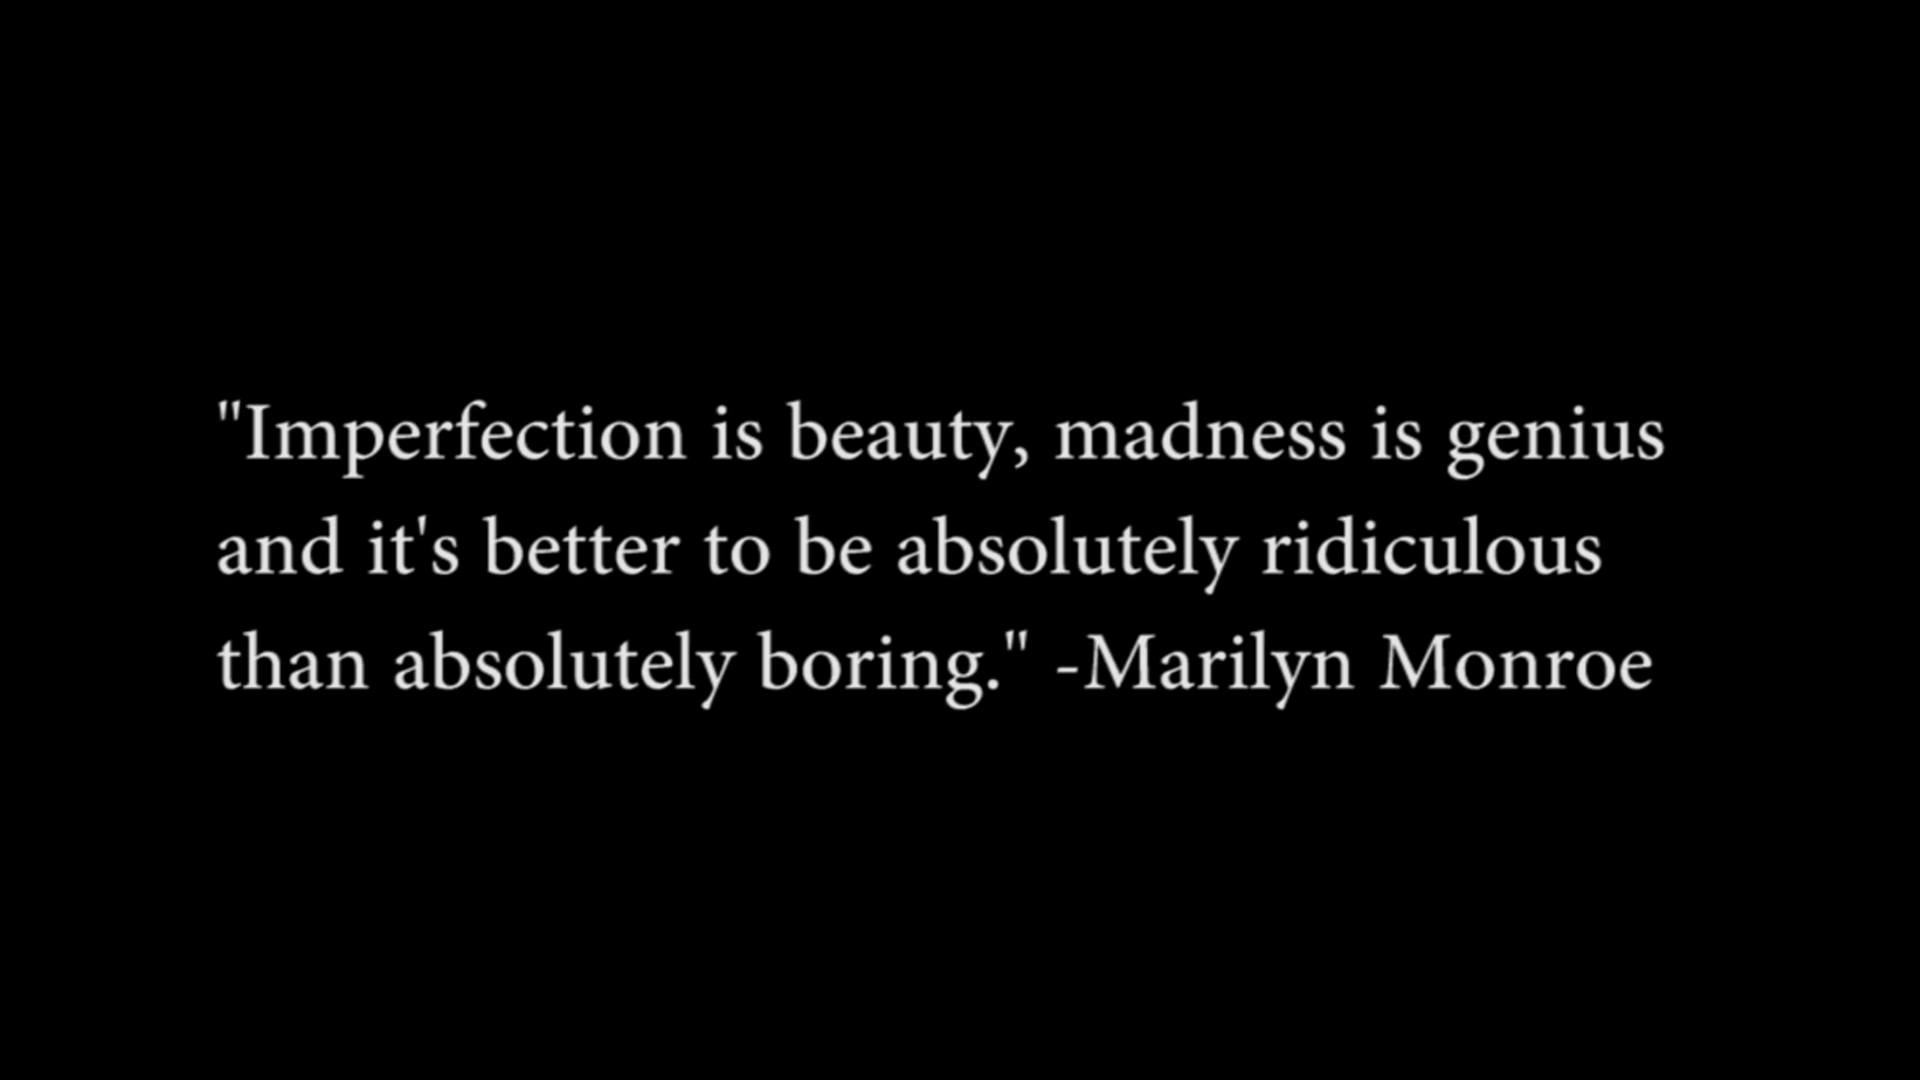 "Imperfection is beauty, madness is genius
and it's better to be absolutely ridiculous
than absolutely boring." -Marilyn Monroe